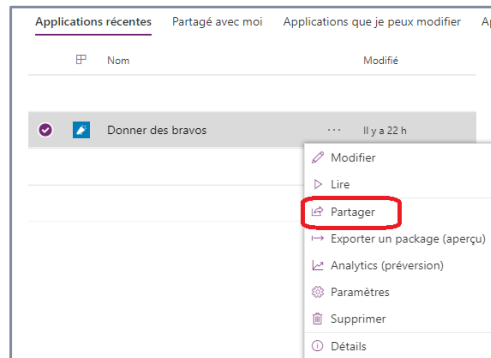 Applications récentes Partagé avec moi Applications que je peux modifier
Nom Modifié
Donner des bravos ... Il y a 22 h
Modifier
Lire
Partager
Exporter un package (aperçu)
Analytics (préversion)
Paramètres
Supprimer
Détails